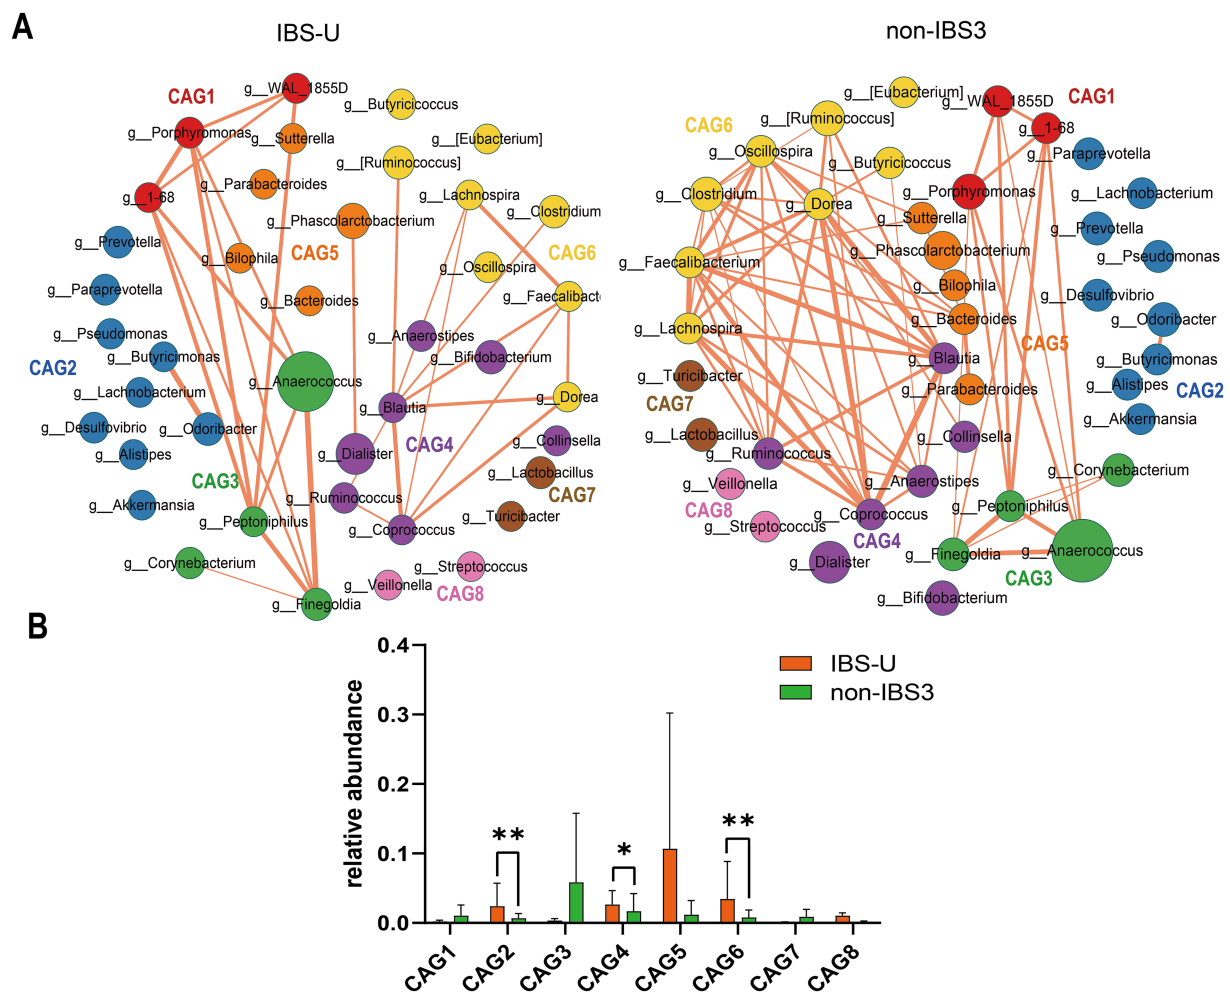 A
IBS-U
non-IBS3
g__WAL_1855D
CAG1
g__Butyricicoccus
g__Porphyromonas
g__Sutterella
g__[Eubacterium]
g__[Ruminococcus]
g__Parabacteroides
g__1-68
g__Lachnospira
g__Clostridium
g__Phascolarctobacterium
g__Prevotella
g__Bilophila
CAG5
CAG6
g__Oscillospira
g__Paraprevotella
g__Bacteroides
g__Faecalibact
g__Pseudomonas
g__Anaerostipes
g__Butyricimonas
g__Bifidobacterium
CAG2
g__Anaerococcus
g__Lachnobacterium
g__Blautia
g__Dorea
g__Desulfovibrio
g__Odoribacter
CAG4
g__Collinsella
g__Alistipes
g__Dialister
g__Lactobacillus
CAG3
CAG7
g__Ruminococcus
g__Akkermansia
g__Peptoniphilus
g__Turicibacter
g__Coprococcus
g__Corynebacterium
g__Streptococcus
g__Veillonella
CAG8
g__Finegoldia
g__[Eubacterium]
g__WAL_1855D
CAG1
g__[Ruminococcus]
CAG6
g__1-68
g__Oscillospira
g__Paraprevotella
g__Butyricicoccus
g__Clostridium
g__Porphyromonas
g__Lachnobacterium
g__Dorea
g__Sutterella
g__Prevotella
g__Phascolarctobacterium
g__Pseudomonas
g__Faecalibacterium
g__Bilophila
g__Desulfovibrio
g__Bacteroides
g__Odoribacter
g__Lachnospira
CAG5
g__Blautia
g__Butyricimonas
g__Turicibacter
g__Parabacteroides
g__Alistipes
CAG2
CAG7
g__Akkermansia
g__Lactobacillus
g__Collinsella
g__Ruminococcus
g__Corynebacterium
g__Veillonella
g__Anaerostipes
CAG8
g__Peptoniphilus
g__Streptococcus
g__Coprococcus
CAG4
g__Dialister
g__Finegoldia
g__Anaerococcus
CAG3
g__Bifidobacterium
B
relative abundance
0.4
0.3
0.2
0.1
0.0
IBS-U
non-IBS3
**
*
**
CAG1
CAG2
CAG3
CAG4
CAG5
CAG6
CAG7
CAG8